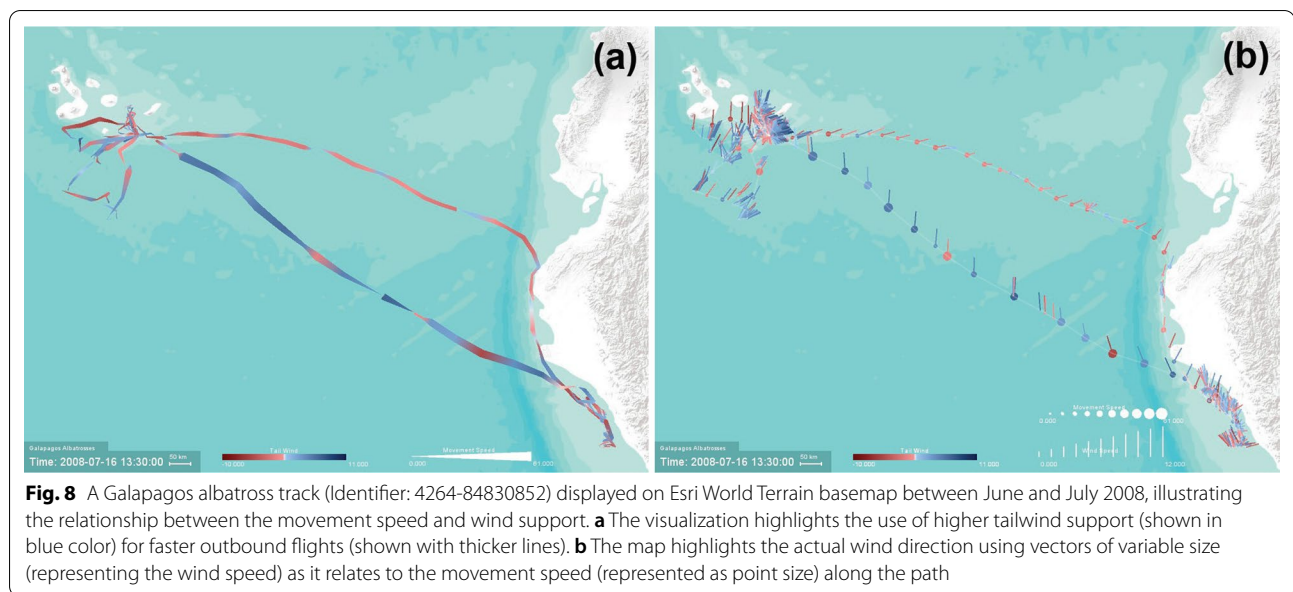 (a)
(b)
Galapagos Albatrosses
Time: 2008-07-16 13:30:00
50 km
Tail Wind
-10.000
11.000
Movement Speed
0.000
Galapagos Albatrosses
Time: 2008-07-16 13:30:00
50 km
Tail Wind
-10.000
11.000
Movement Speed
0.000
Wind Speed
0.000
12.000
Fig. 8 A Galapagos albatross track (Identifier: 4264-84830852) displayed on Esri World Terrain basemap between June and July 2008, illustrating
the relationship between the movement speed and wind support. a The visualization highlights the use of higher tailwind support (shown in
blue color) for faster outbound flights (shown with thicker lines). b The map highlights the actual wind direction using vectors of variable size
(representing the wind speed) as it relates to the movement speed (represented as point size) along the path